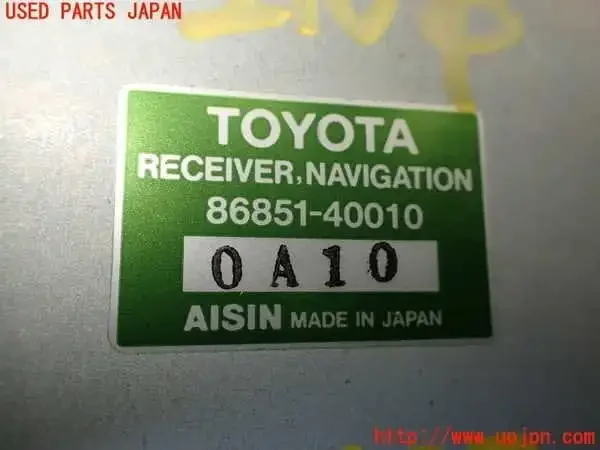 USED PARTS JAPAN
TOYOTA
RECEIVER, NAVIGATION
86851-40010
0A10
AISIN MADE IN JAPAN
http://www.upjpn.com/